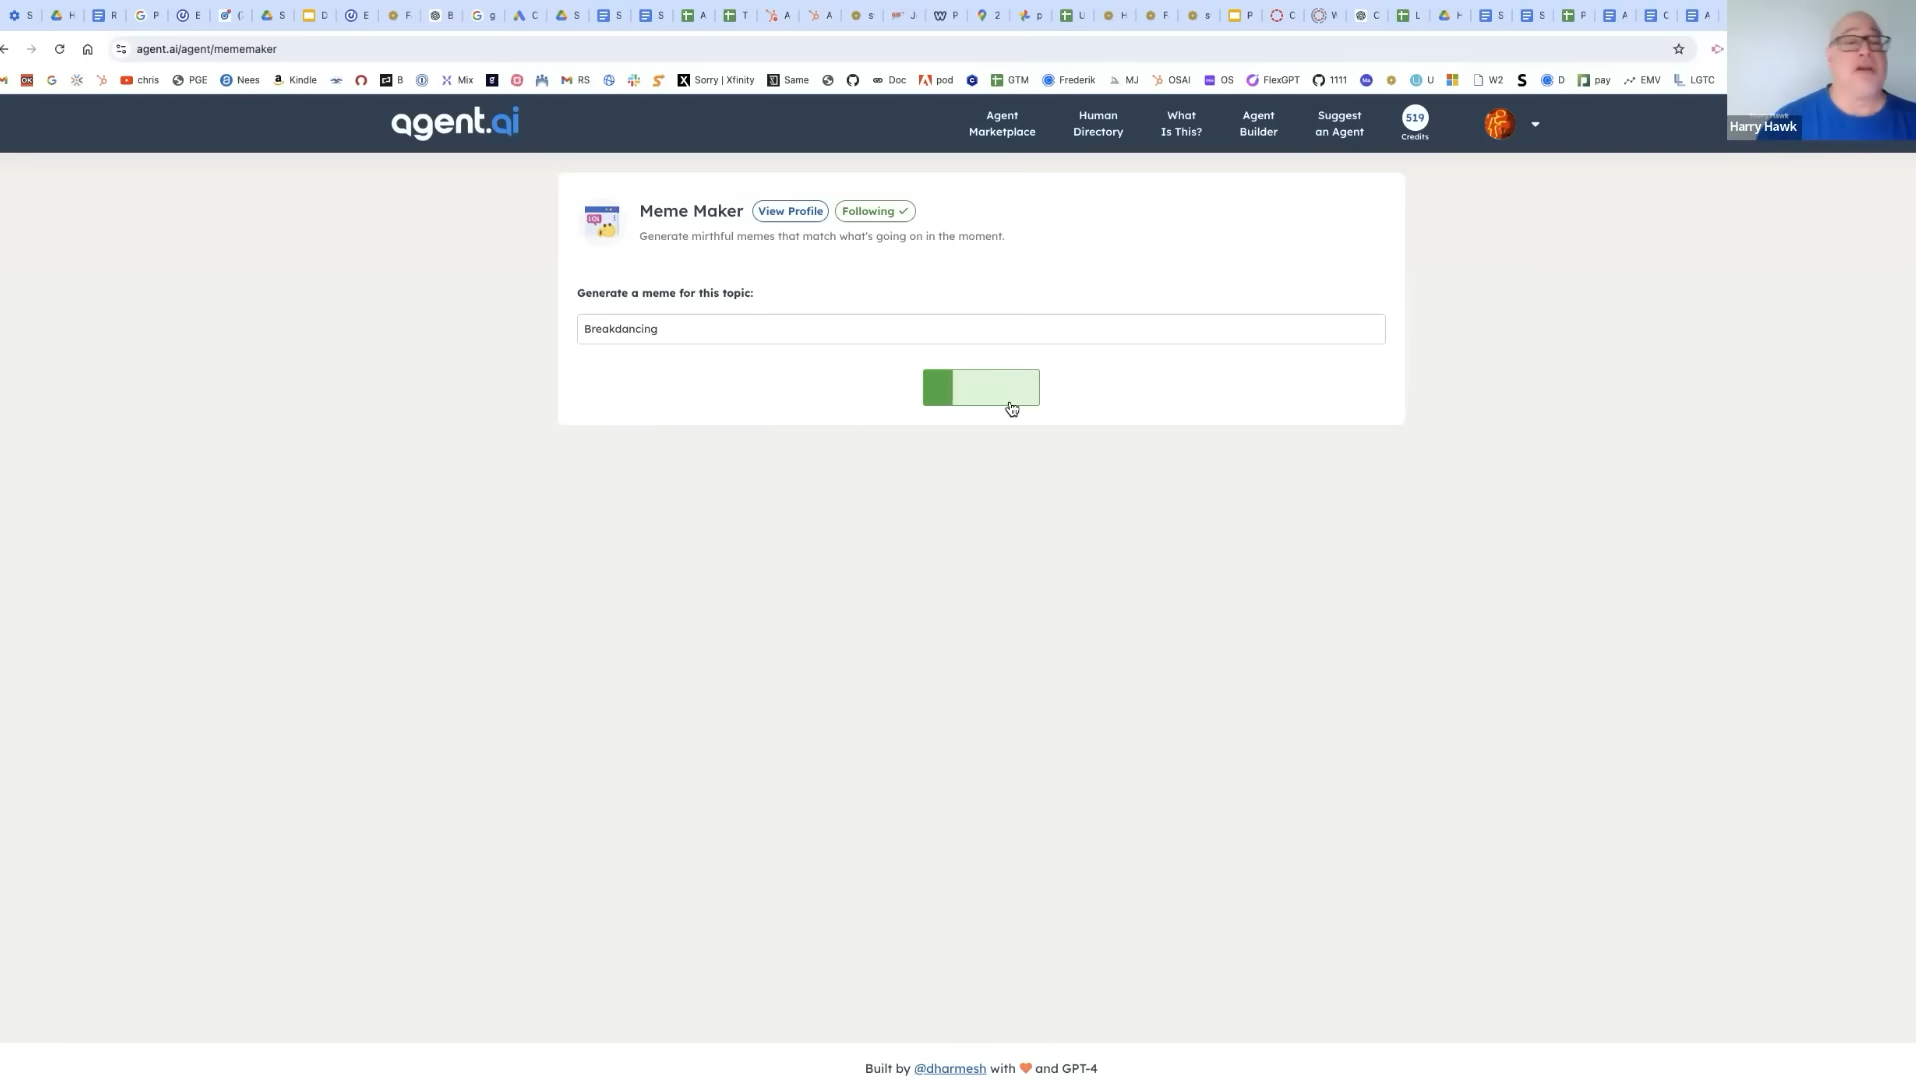 S H R G P E ( S D E F B g C S S S A T A A s J W P 2 p U H F s P C W C L H S S P A C A
agent.ai/agent/mememaker
OK G chris PGE Nees Kindle B Mix RS Sorry | Xfinity Same Doc pod GTM Frederik MJ OSAI OS FlexGPT 1111 U W2 S D pay EMV LGTC
agent.ai
Agent Marketplace
Human Directory
What Is This?
Agent Builder
Suggest an Agent
519
Credits
Harry Hawk
Meme Maker View Profile Following ✓
Generate mirthful memes that match what's going on in the moment.
Generate a meme for this topic:
Breakdancing
Built by @dharmesh with 🧡 and GPT-4